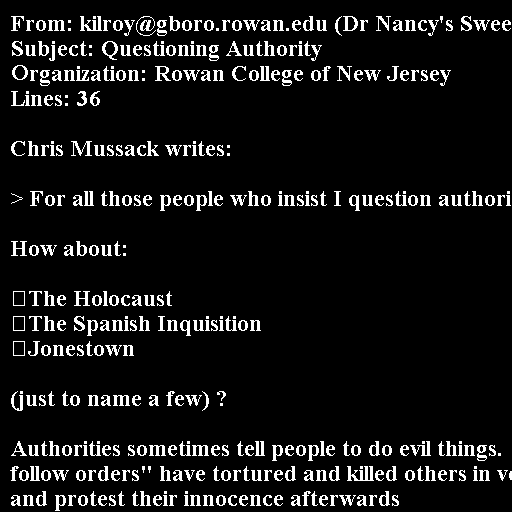 From: kilroy@gboro.rowan.edu (Dr Nancy's Swee
Subject: Questioning Authority
Organization: Rowan College of New Jersey
Lines: 36
Chris Mussack writes:
> For all those people who insist I question authori
How about:
The Holocaust
The Spanish Inquisition
Jonestown
(just to name a few) ?
Authorities sometimes tell people to do evil things.
follow orders" have tortured and killed others in v
and protest their innocence afterwards